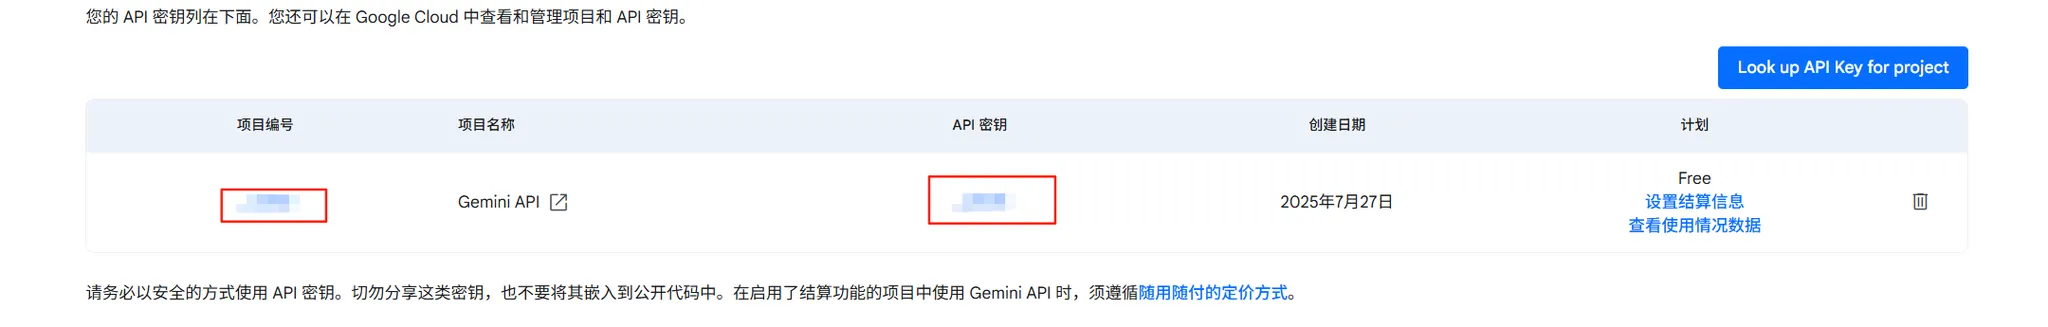 您的 API 密钥列在下面。您还可以在 Google Cloud 中查看和管理项目和 API 密钥。
Look up API Key for project
项目编号 项目名称 API 密钥 创建日期 计划
Gemini API 2025年7月27日 Free
设置结算信息
查看使用情况数据
请务必以安全的方式使用 API 密钥。切勿分享这类密钥，也不要将其嵌入到公开代码中。在启用了结算功能的项目中使用 Gemini API 时，须遵循随用随付的定价方式。